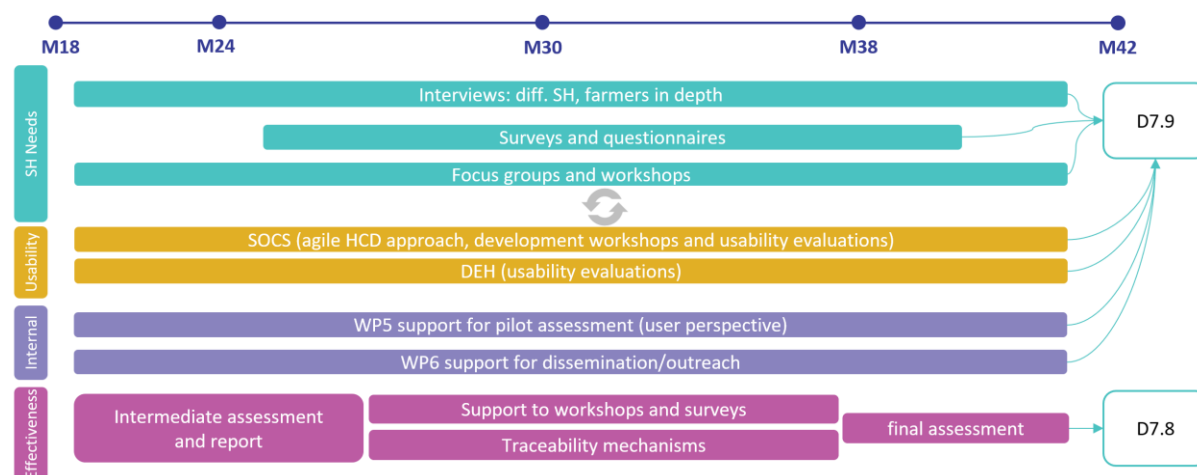 M18
M24
M30
M38
M42
SH Needs
Interviews: diff. SH, farmers in depth
Surveys and questionnaires
Focus groups and workshops
D7.9
Usability
SOCS (agile HCD approach, development workshops and usability evaluations)
DEH (usability evaluations)
Internal
WP5 support for pilot assessment (user perspective)
WP6 support for dissemination/outreach
Effectiveness
Intermediate assessment
and report
Support to workshops and surveys
Traceability mechanisms
final assessment
D7.8